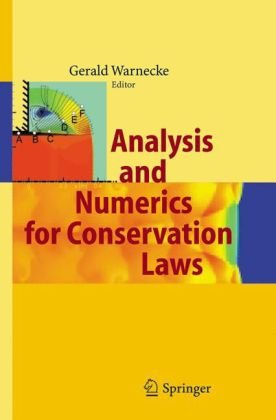 Gerald Warnecke
Editor
A B C D E F
Analysis and
Numerics
for Conservation
Laws
Springer